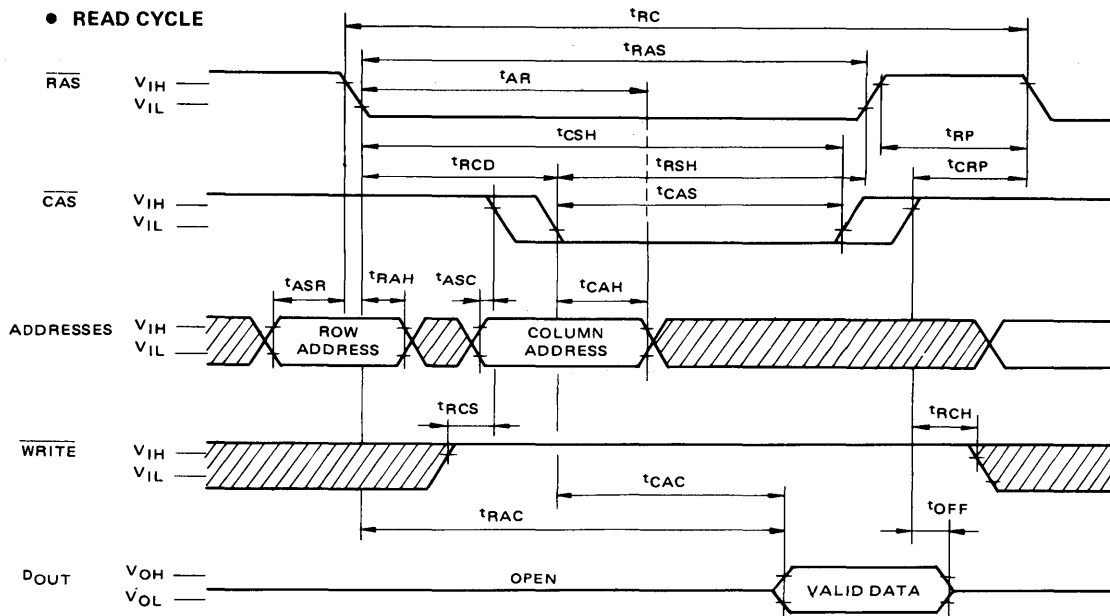 ● READ CYCLE
tRC
tRAS
tAR
RAS
VIH
VIL
tCSH
tRP
tRCD
tRSH
tCRP
tCAS
CAS
VIH
VIL
tASR
tRAH
tASC
tCAH
ADDRESSES
VIH
VIL
ROW
ADDRESS
COLUMN
ADDRESS
tRCS
tRCH
WRITE
VIH
VIL
tCAC
tRAC
tOFF
DOUT
VOH
VOL
OPEN
VALID DATA